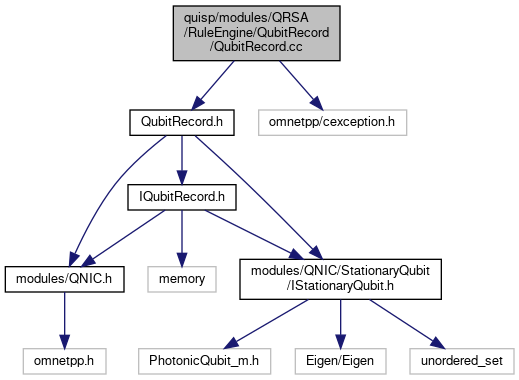 quisp/modules/QRSA
/RuleEngine/QubitRecord
/QubitRecord.cc
QubitRecord.h
omnetpp/cexception.h
IQubitRecord.h
modules/QNIC.h
memory
modules/QNIC/StationaryQubit
/IStationaryQubit.h
omnetpp.h
PhotonicQubit_m.h
Eigen/Eigen
unordered_set